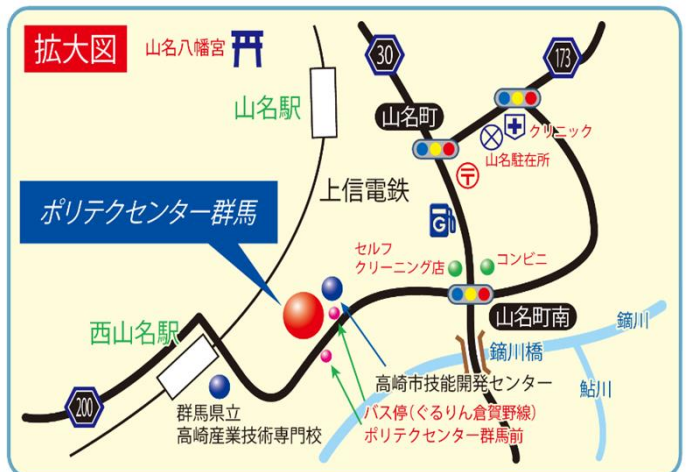 拡大図
山名八幡宮
山名駅
30
173
山名町
クリニック
山名駐在所
〒
上信電鉄
ポリテクセンター群馬
G
セルフ
クリーニング店
コンビニ
山名町南
西山名駅
鏑川
鏑川橋
鮎川
高崎市技能開発センター
200
群馬県立
高崎産業技術専門校
バス停(ぐるりん倉賀野線)
ポリテクセンター群馬前